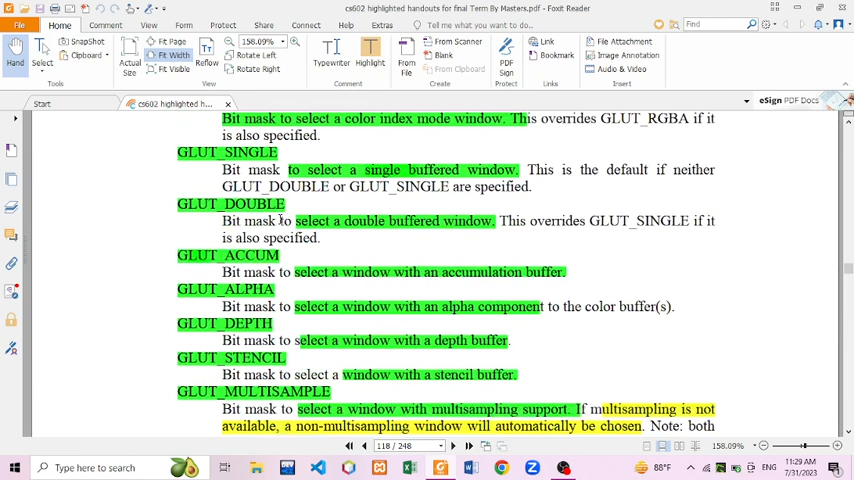 cs602 highlighted handouts for final Term By Masters.pdf - Foxit Reader
File Home Comment View Form Protect Share Connect Help Extras Tell me what you want to do... Find
Hand
Select
SnapShot
Clipboard
Actual Size
Fit Page
Fit Width
Fit Visible
Reflow
158.09%
Rotate Left
Rotate Right
Typewriter
Highlight
From File
From Scanner
Blank
From Clipboard
PDF Sign
Link
Bookmark
File Attachment
Image Annotation
Audio & Video
Tools View Comment Create Protect Links Insert
Start cs602 highlighted h... eSign PDF Docu
Bit mask to select a color index mode window. This overrides GLUT_RGBA if it
is also specified.
GLUT_SINGLE
Bit mask to select a single buffered window. This is the default if neither
GLUT_DOUBLE or GLUT_SINGLE are specified.
GLUT_DOUBLE
Bit mask to select a double buffered window. This overrides GLUT_SINGLE if it
is also specified.
GLUT_ACCUM
Bit mask to select a window with an accumulation buffer.
GLUT_ALPHA
Bit mask to select a window with an alpha component to the color buffer(s).
GLUT_DEPTH
Bit mask to select a window with a depth buffer.
GLUT_STENCIL
Bit mask to select a window with a stencil buffer.
GLUT_MULTISAMPLE
Bit mask to select a window with multisampling support. If multisampling is not
available, a non-multisampling window will automatically be chosen. Note: both
118 / 248 158.09%
Type here to search 88°F ENG 11:29 AM
7/31/2023